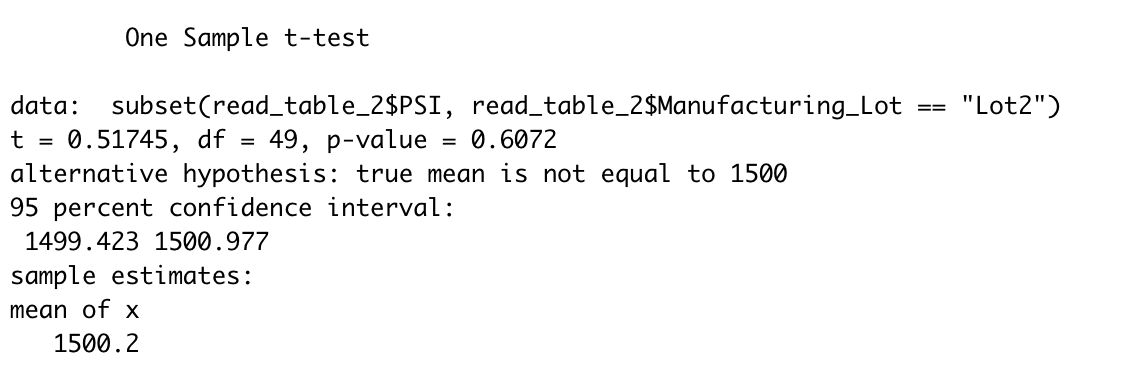 One Sample t-test
data:  subset(read_table_2$PSI, read_table_2$Manufacturing_Lot == "Lot2")
t = 0.51745, df = 49, p-value = 0.6072
alternative hypothesis: true mean is not equal to 1500
95 percent confidence interval:
1499.423 1500.977
sample estimates:
mean of x
1500.2